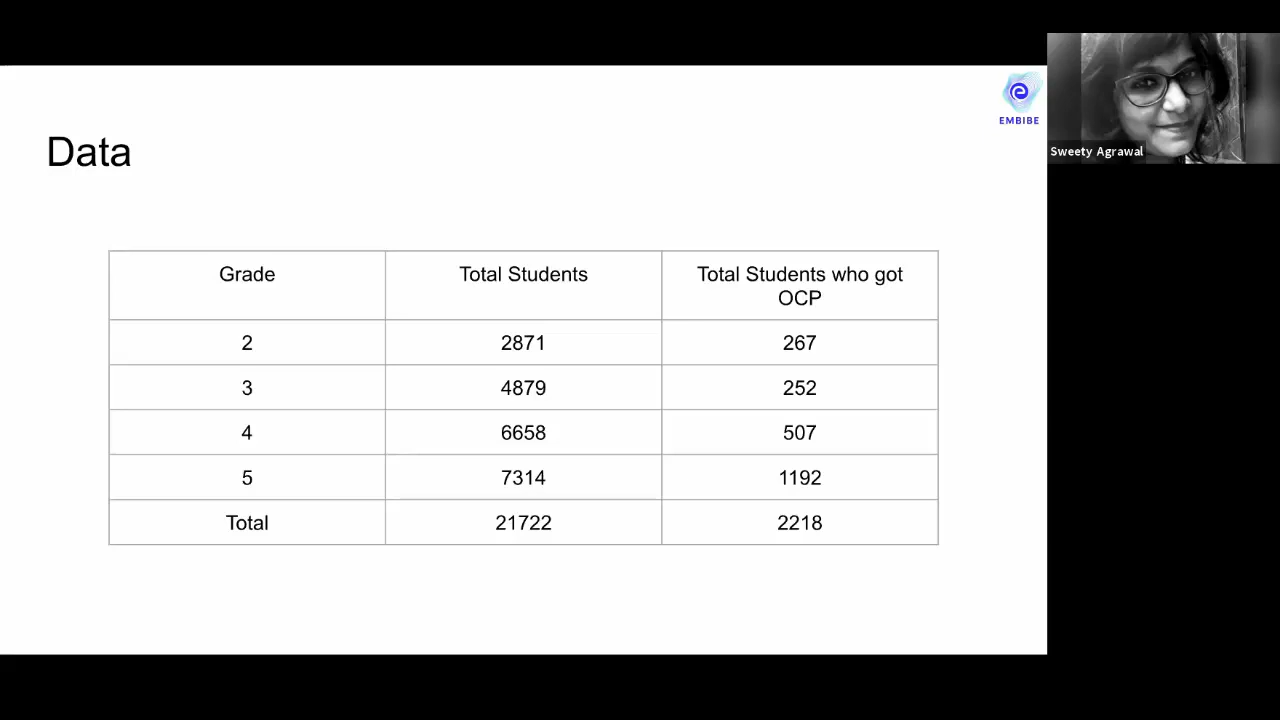 EMBIBE
Sweety Agrawal
Data
Grade Total Students Total Students who got
OCP
2 2871 267
3 4879 252
4 6658 507
5 7314 1192
Total 21722 2218